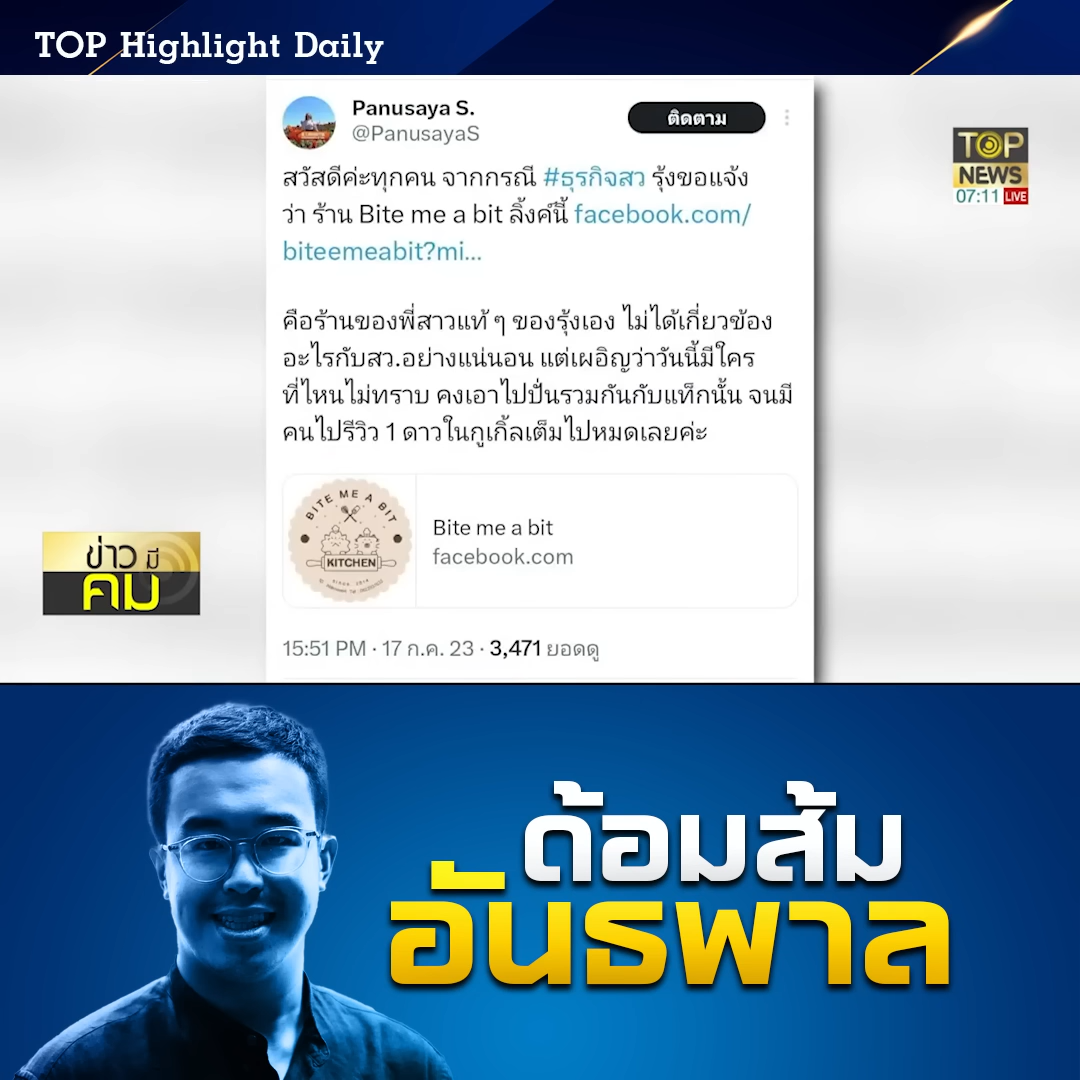 TOP Highlight Daily
Panusaya S.
@PanusayaS
ติดตาม
TOP
NEWS
07:11 LIVE
สวัสดีค่ะทุกคน จากกรณี #ธุรกิจสว รุ้งขอแจ้ง
ว่า ร้าน Bite me a bit ลิ้งค์นี้ facebook.com/
biteemeabit?mi...
คือร้านของพี่สาวแท้ ๆ ของรุ้งเอง ไม่ได้เกี่ยวข้อง
อะไรกับสว.อย่างแน่นอน แต่เผอิญว่าวันนี้มีใคร
ที่ไหนไม่ทราบ คงเอาไปปั่นรวมกันกับแท็กนั้น จนมี
คนไปรีวิว 1 ดาวในกูเกิ้ลเต็มไปหมดเลยค่ะ
BITE ME A BIT
KITCHEN
since 2014
Bite me a bit
facebook.com
ข่าวมี
คม
15:51 PM · 17 ก.ค. 23 · 3,471 ยอดดู
ด้อมส้ม
อันธพาล